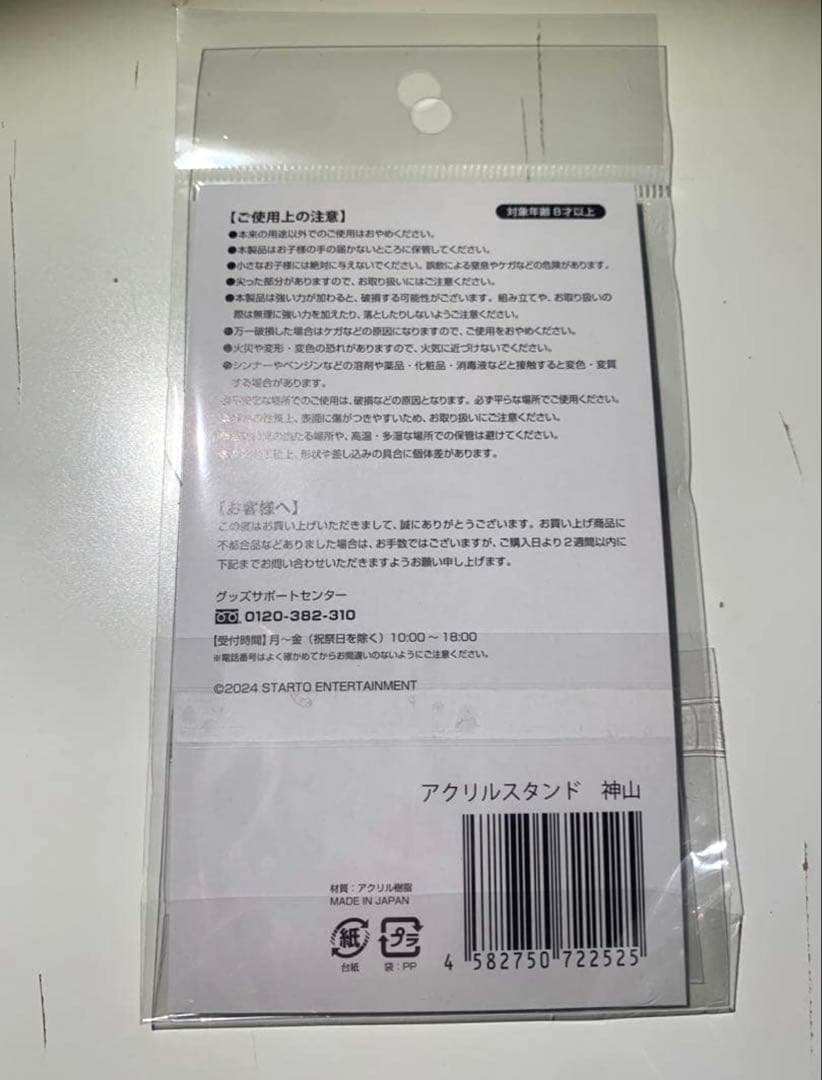 【ご使用上の注意】
対象年齢 8才以上
●本来の用途以外でのご使用はおやめください。
●本製品はお子様の手の届かないところに保管してください。
●小さなお子様には絶対に与えないでください。誤飲による窒息やケガなどの危険があります。
●尖った部分がありますので、お取り扱いにはご注意ください。
●本製品は強い力が加わると、破損する可能性がございます。組み立てや、お取り扱いの
際は無理に強い力を加えたり、落としたりしないようご注意ください。
●万一破損した場合はケガなどの原因になりますので、ご使用をおやめください。
●火災や変形・変色の恐れがありますので、火気に近づけないでください。
●シンナーやベンジンなどの溶剤や薬品・化粧品・消毒液などと接触すると変色・変質
する場合があります。
●不安定な場所でのご使用は、破損などの原因となります。必ず平らな場所でご使用ください。
の性質上、表面に傷がつきやすいため、お取り扱いにご注意ください。
の当たる場所や、高温・多湿な場所での保管は避けてください。
上、形状や差し込みの具合に個体差があります。
【お客様へ】
この度はお買い上げいただきまして、誠にありがとうございます。お買い上げ商品に
不都合品などありました場合は、お手数ではございますが、ご購入日より2週間以内に
下記までお問い合わせいただきますようお願い申し上げます。
グッズサポートセンター
0120-382-310
【受付時間】月～金（祝祭日を除く）10:00～18:00
※電話番号はよく確かめてからお間違いのないようにご注意ください。
©2024 STARTO ENTERTAINMENT
アクリルスタンド 神山
材質：アクリル樹脂
MADE IN JAPAN
紙 プラ
台紙 袋：PP
4 582750 722525